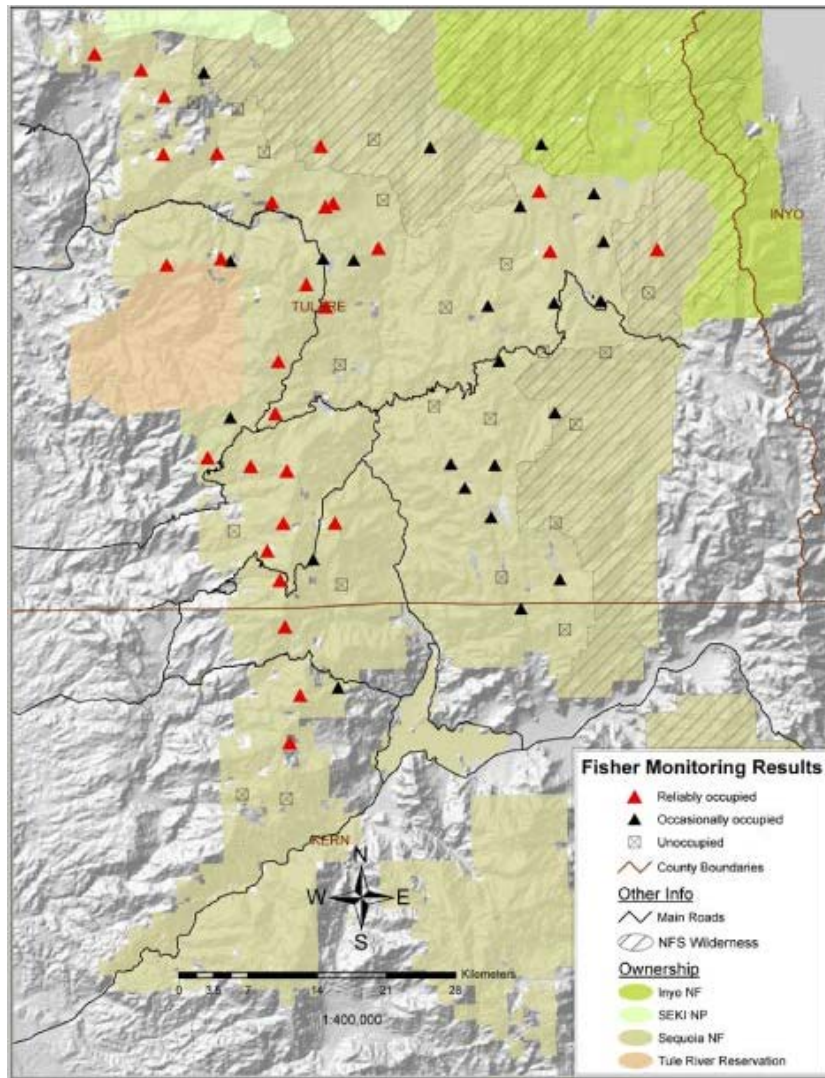 INYO
TULARE
Fisher Monitoring Results
Reliably occupied
Occasionally occupied
Unoccupied
County Boundaries
Other Info
Main Roads
NFS Wilderness
Ownership
Inyo NF
SEKI NP
Sequoia NF
Tule River Reservation
KERN
N
W E
S
Kilometers
0 3.5 7 14 21 28
1:400,000